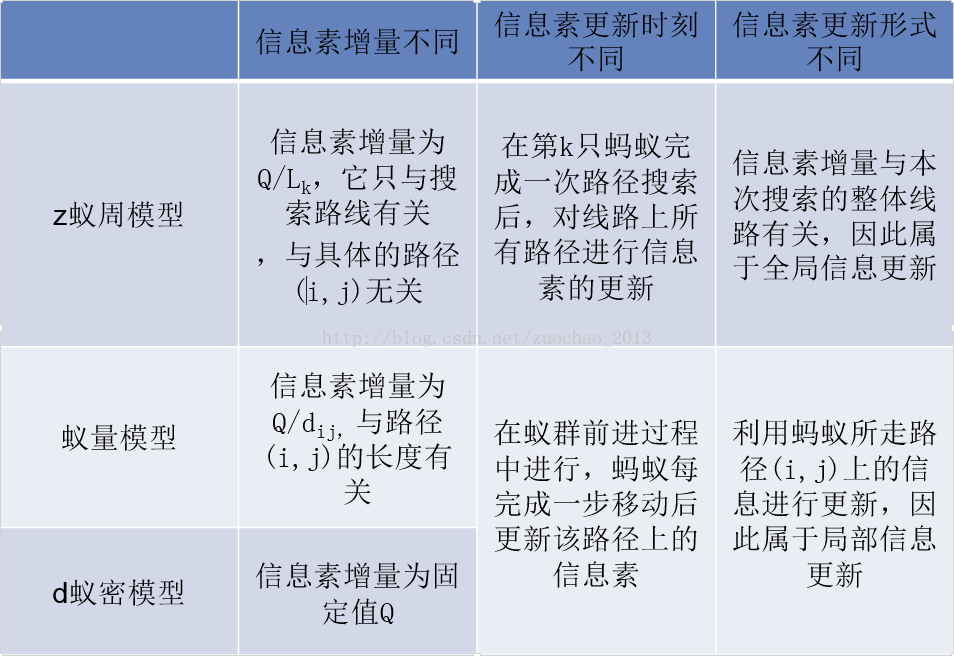 信息素增量不同
信息素更新时刻
不同
信息素更新形式
不同
z蚁周模型
信息素增量为
Q/Lk，它只与搜
索路线有关
，与具体的路径
(i,j)无关
在第k只蚂蚁完
成一次路径搜索
后，对线路上所
有路径进行信息
素的更新
信息素增量与本
次搜索的整体线
路有关，因此属
于全局信息更新
http://blog.csdn.net/zuochao_2013
蚁量模型
信息素增量为
Q/dij, 与路径
(i,j)的长度有
关
在蚁群前进过程
中进行，蚂蚁每
完成一步移动后
更新该路径上的
信息素
利用蚂蚁所走路
径(i,j)上的信
息进行更新，因
此属于局部信息
更新
d蚁密模型
信息素增量为固
定值Q